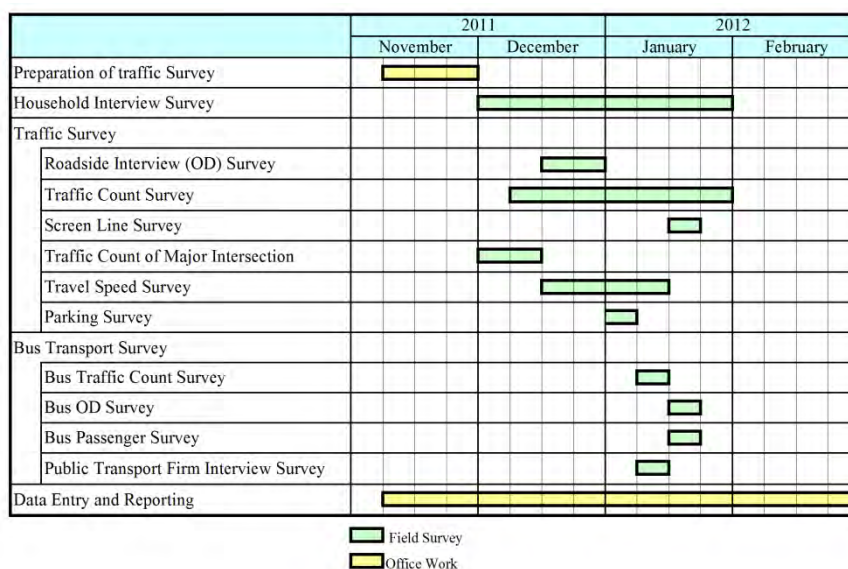 2011 2012
November December January February
Preparation of traffic Survey
Household Interview Survey
Traffic Survey
Roadside Interview (OD) Survey
Traffic Count Survey
Screen Line Survey
Traffic Count of Major Intersection
Travel Speed Survey
Parking Survey
Bus Transport Survey
Bus Traffic Count Survey
Bus OD Survey
Bus Passenger Survey
Public Transport Firm Interview Survey
Data Entry and Reporting
Field Survey
Office Work